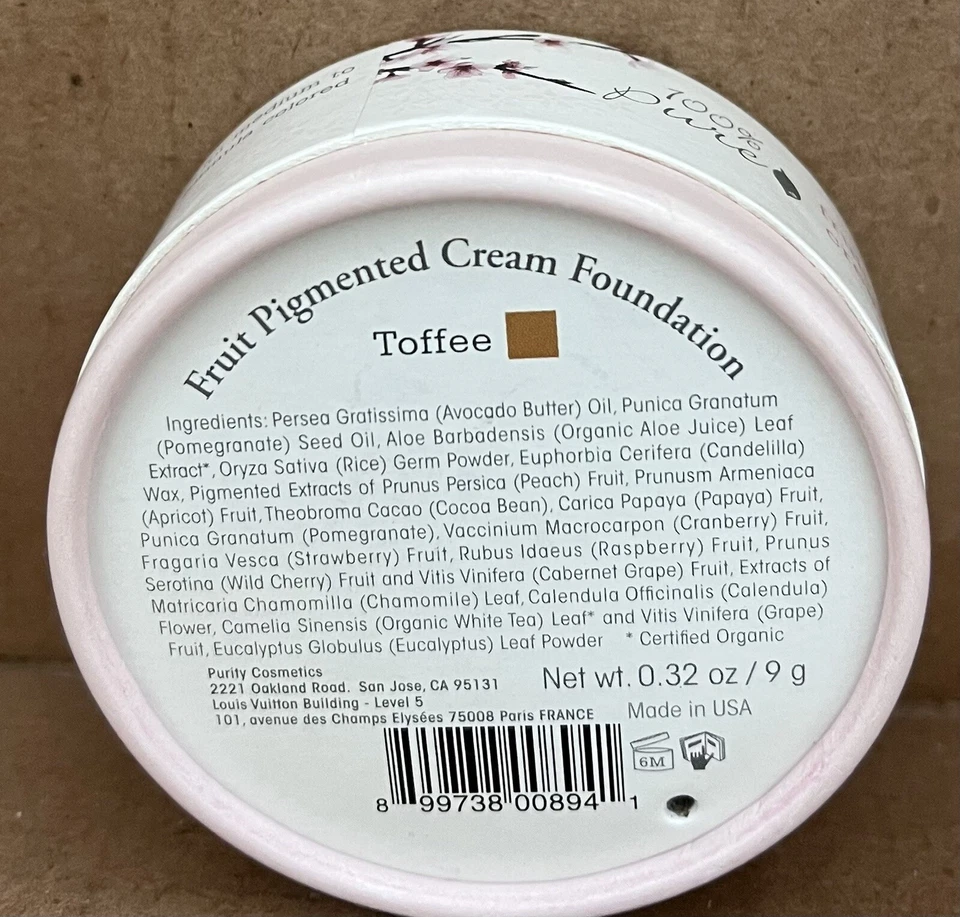 medium to
colored
100%
Pure
Fruit Pigmented Cream Foundation
Toffee
Ingredients: Persea Gratissima (Avocado Butter) Oil, Punica Granatum
(Pomegranate) Seed Oil, Aloe Barbadensis (Organic Aloe Juice) Leaf
Extract*, Oryza Sativa (Rice) Germ Powder, Euphorbia Cerifera (Candelilla)
Wax, Pigmented Extracts of Prunus Persica (Peach) Fruit, Prunusm Armeniaca
(Apricot) Fruit, Theobroma Cacao (Cocoa Bean), Carica Papaya (Papaya) Fruit,
Punica Granatum (Pomegranate), Vaccinium Macrocarpon (Cranberry) Fruit,
Fragaria Vesca (Strawberry) Fruit, Rubus Idaeus (Raspberry) Fruit, Prunus
Serotina (Wild Cherry) Fruit and Vitis Vinifera (Cabernet Grape) Fruit, Extracts of
Matricaria Chamomilla (Chamomile) Leaf, Calendula Officinalis (Calendula)
Flower, Camelia Sinensis (Organic White Tea) Leaf* and Vitis Vinifera (Grape)
Fruit, Eucalyptus Globulus (Eucalyptus) Leaf Powder * Certified Organic
Purity Cosmetics
2221 Oakland Road. San Jose, CA 95131
Louis Vuitton Building - Level 5
101, avenue des Champs Elysées 75008 Paris FRANCE
Net wt. 0.32 oz / 9 g
Made in USA
6M
8 99738 00894 1